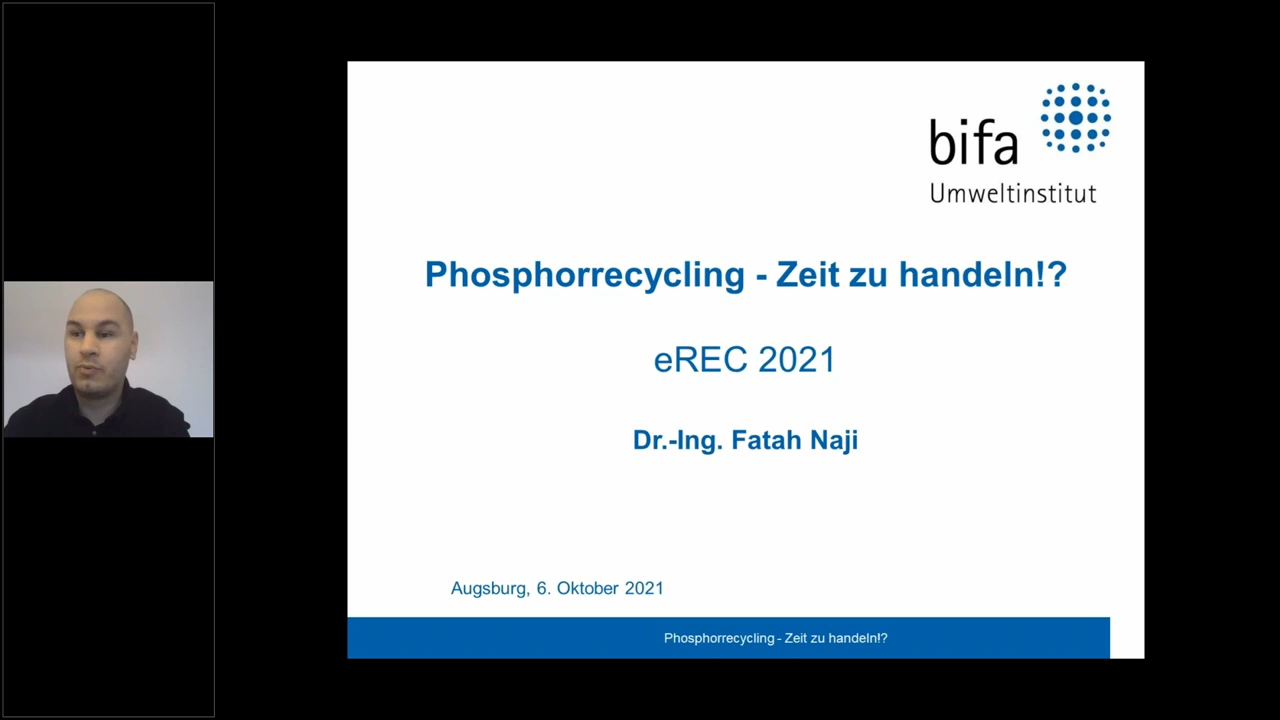 bifa
Umweltinstitut
Phosphorrecycling - Zeit zu handeln!?
eREC 2021
Dr.-Ing. Fatah Naji
Augsburg, 6. Oktober 2021
Phosphorrecycling - Zeit zu handeln!?